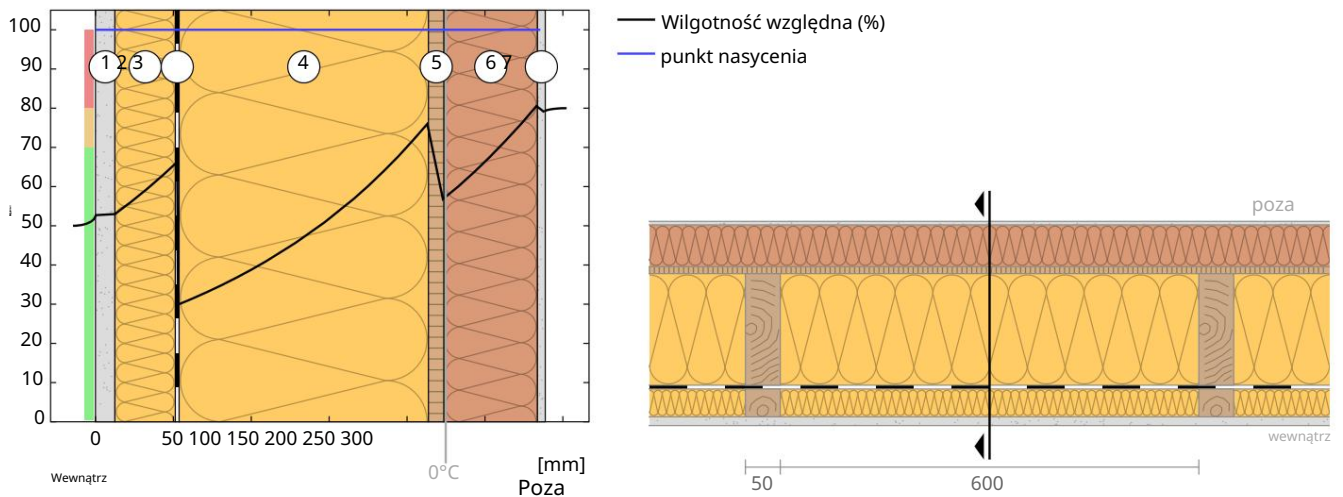 Wilgotność względna (%)
punkt nasycenia
100
90
80
70
60
50
40
30
20
10
0
1 2 3 4 5 6 7
0 50 100 150 200 250 300
0°C
[mm]
Wewnątrz
Poza
poza
wewnątrz
50 600